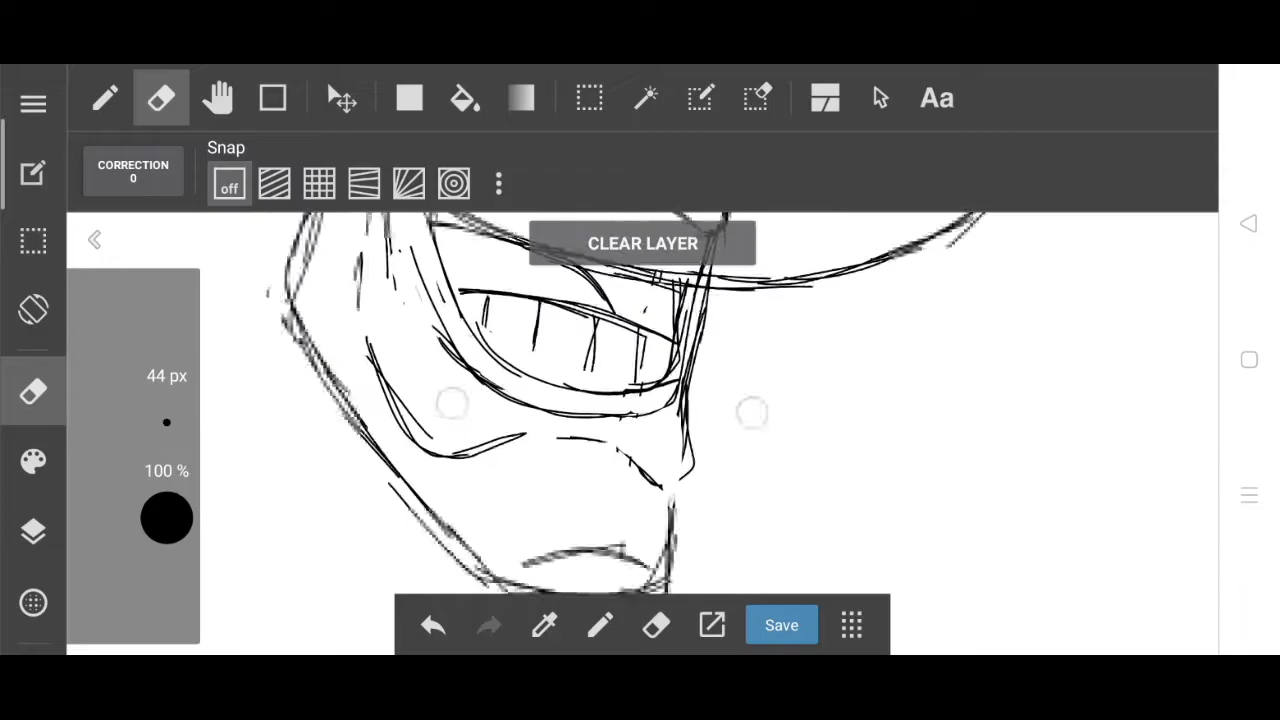 Aa
CORRECTION
0
Snap
off
CLEAR LAYER
44 px
100 %
Save